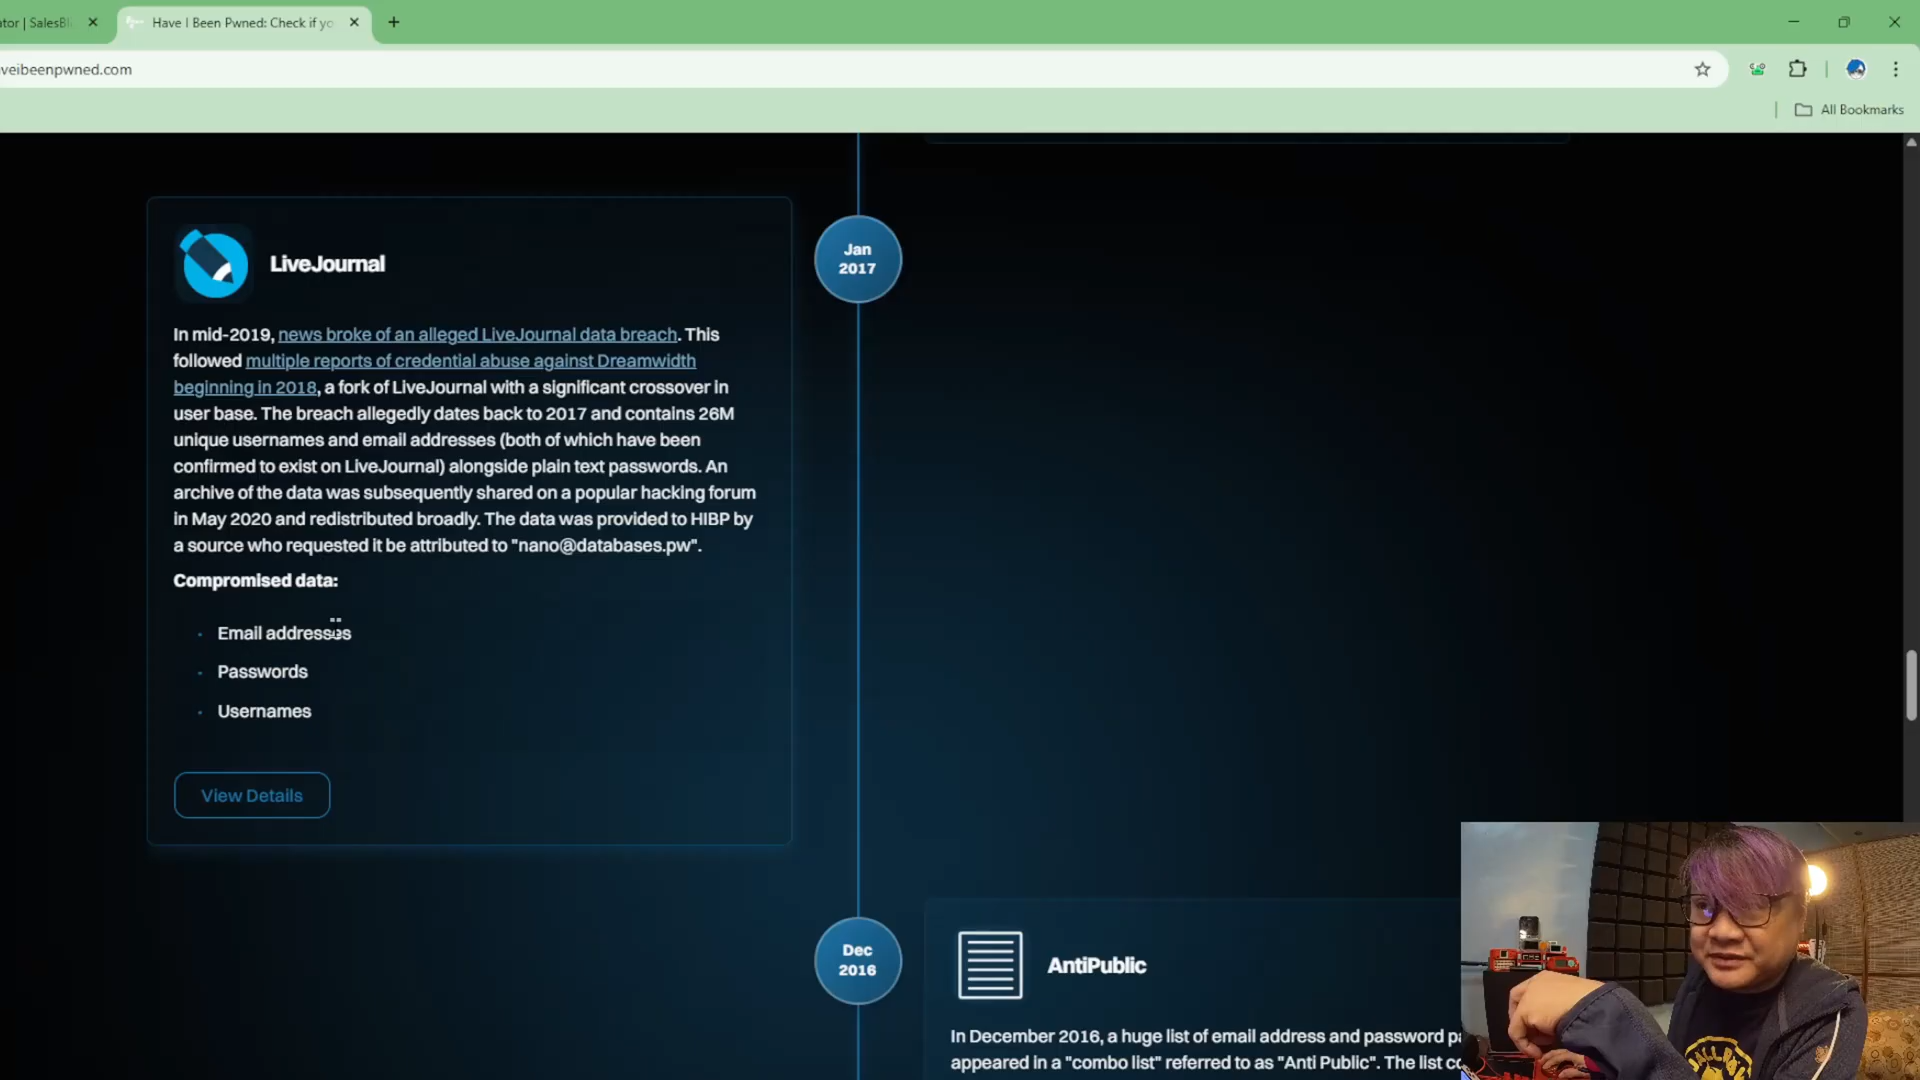 ator | SalesBl
Have I Been Pwned: Check if yo
veibeenpwned.com
All Bookmarks
LiveJournal
Jan
2017
In mid-2019, news broke of an alleged LiveJournal data breach. This
followed multiple reports of credential abuse against Dreamwidth
beginning in 2018, a fork of LiveJournal with a significant crossover in
user base. The breach allegedly dates back to 2017 and contains 26M
unique usernames and email addresses (both of which have been
confirmed to exist on LiveJournal) alongside plain text passwords. An
archive of the data was subsequently shared on a popular hacking forum
in May 2020 and redistributed broadly. The data was provided to HIBP by
a source who requested it be attributed to "nano@databases.pw".
Compromised data:
Email addresses
Passwords
Usernames
View Details
Dec
2016
AntiPublic
In December 2016, a huge list of email address and password p
appeared in a "combo list" referred to as "Anti Public". The list co